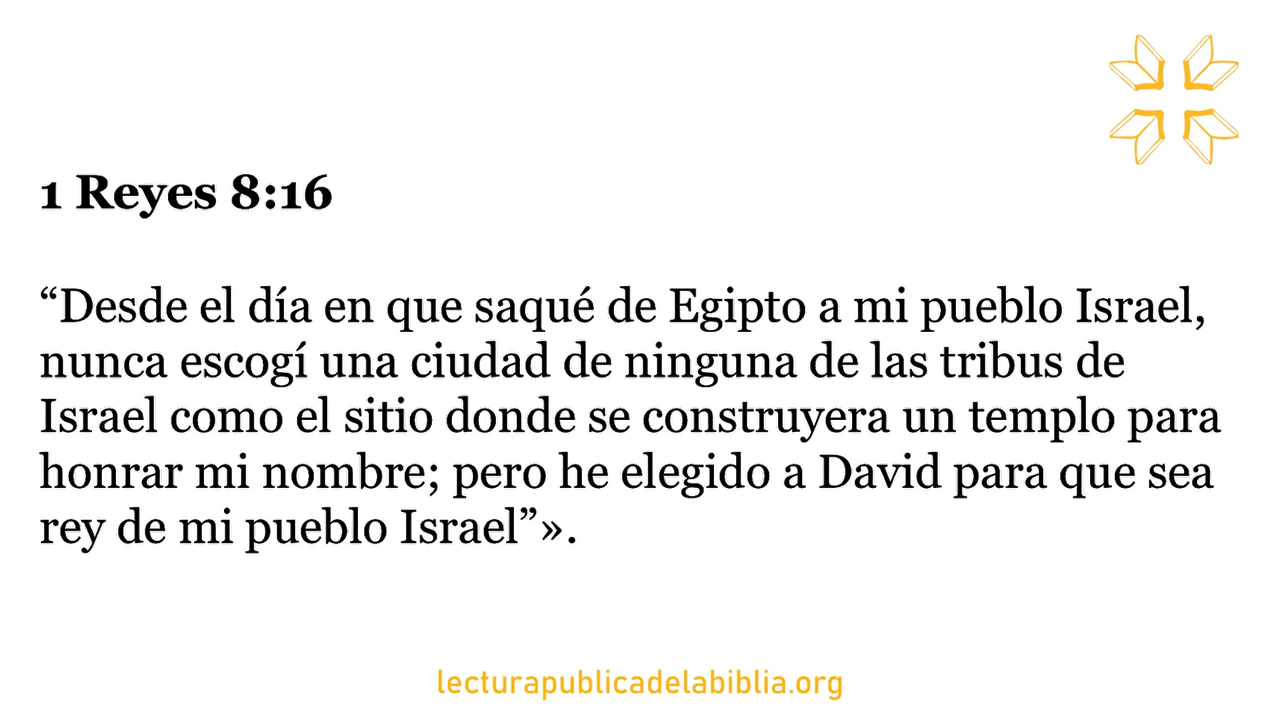 1 Reyes 8:16
“Desde el día en que saqué de Egipto a mi pueblo Israel,
nunca escogí una ciudad de ninguna de las tribus de
Israel como el sitio donde se construyera un templo para
honrar mi nombre; pero he elegido a David para que sea
rey de mi pueblo Israel”».
lecturapublicadelabiblia.org